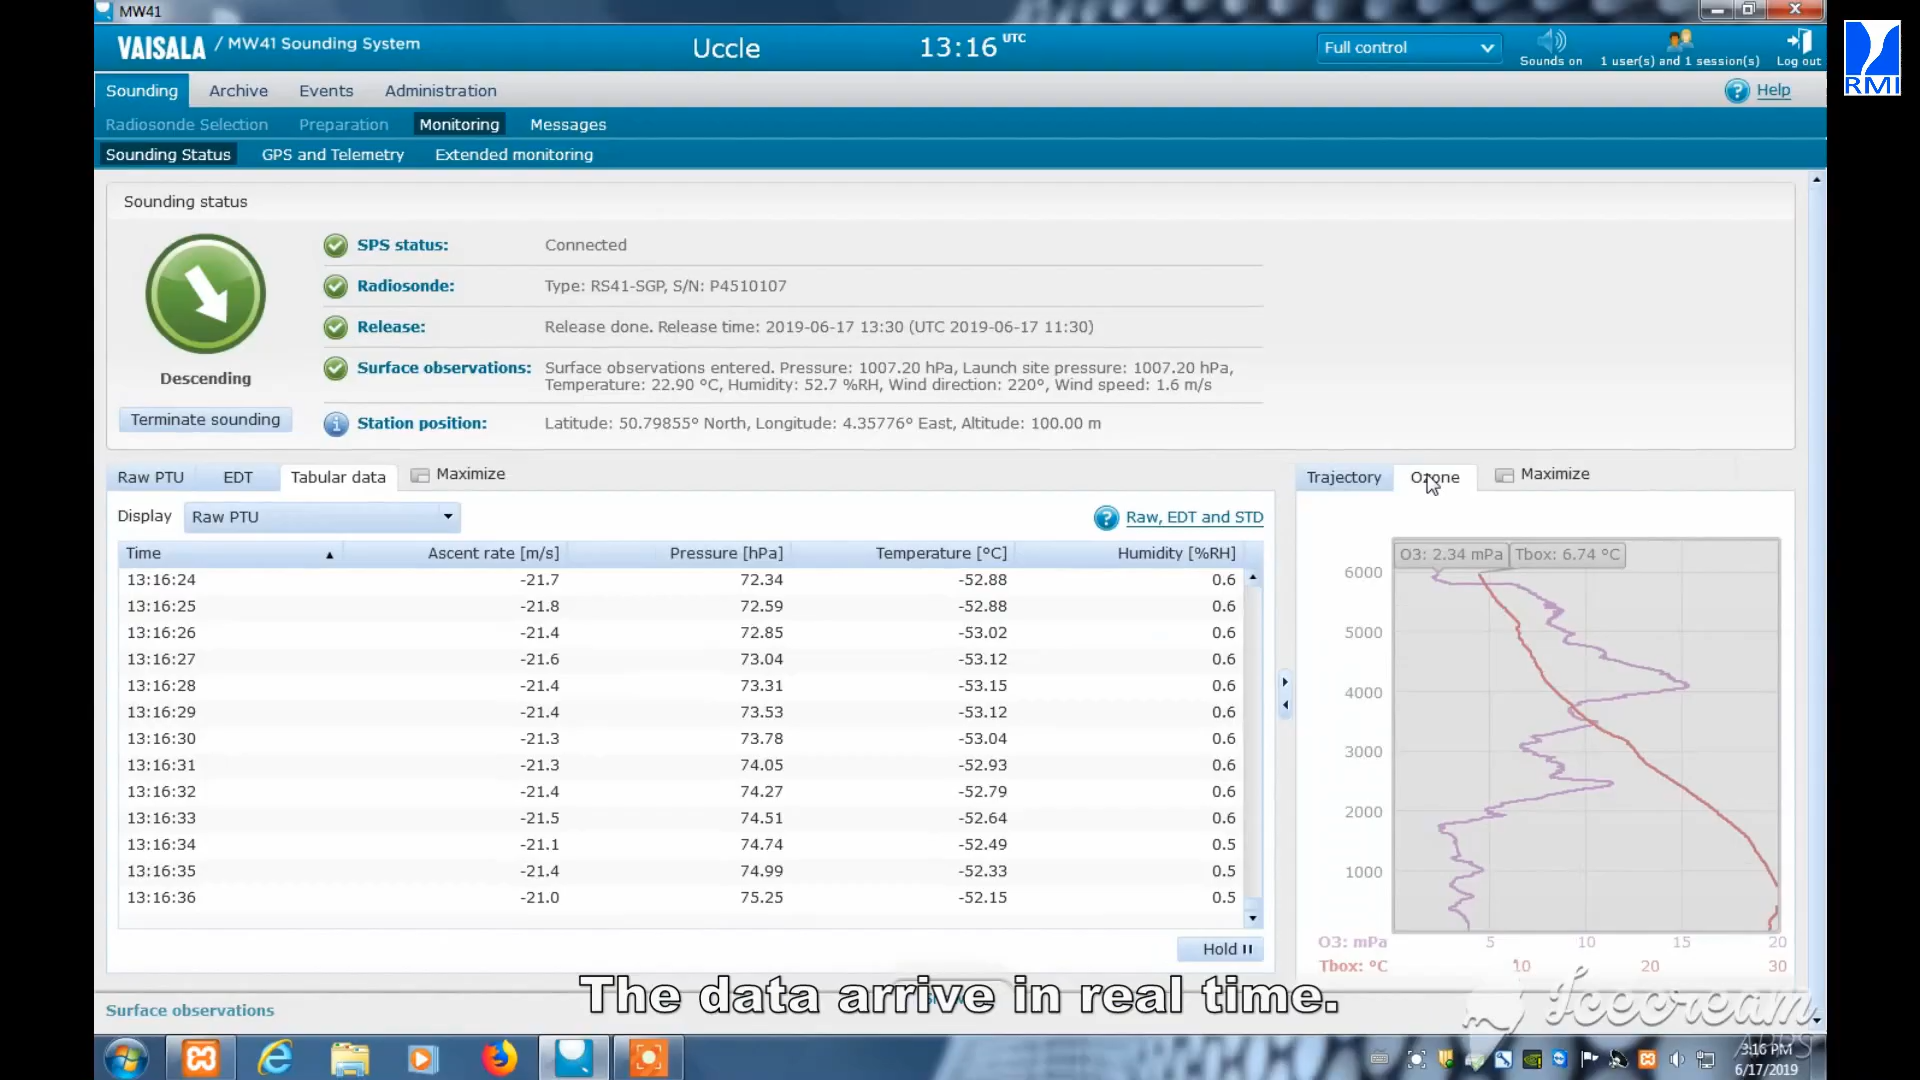 MW41
VAISALA / MW41 Sounding System
Uccle
13:16 UTC
Full control
Sounds on
1 user(s) and 1 session(s)
Log out
RMI
Sounding Archive Events Administration
Help
Radiosonde Selection Preparation Monitoring Messages
Sounding Status GPS and Telemetry Extended monitoring
Sounding status
Descending
Terminate sounding
SPS status: Connected
Radiosonde: Type: RS41-SGP, S/N: P4510107
Release: Release done. Release time: 2019-06-17 13:30 (UTC 2019-06-17 11:30)
Surface observations: Surface observations entered. Pressure: 1007.20 hPa, Launch site pressure: 1007.20 hPa,
Temperature: 22.90 °C, Humidity: 52.7 %RH, Wind direction: 220°, Wind speed: 1.6 m/s
Station position: Latitude: 50.79855° North, Longitude: 4.35776° East, Altitude: 100.00 m
Raw PTU EDT Tabular data Maximize
Display Raw PTU
Raw, EDT and STD
Time Ascent rate [m/s] Pressure [hPa] Temperature [°C] Humidity [%RH]
13:16:24 -21.7 72.34 -52.88 0.6
13:16:25 -21.8 72.59 -52.88 0.6
13:16:26 -21.4 72.85 -53.02 0.6
13:16:27 -21.6 73.04 -53.12 0.6
13:16:28 -21.4 73.31 -53.15 0.6
13:16:29 -21.4 73.53 -53.12 0.6
13:16:30 -21.3 73.78 -53.04 0.6
13:16:31 -21.3 74.05 -52.93 0.6
13:16:32 -21.4 74.27 -52.79 0.6
13:16:33 -21.5 74.51 -52.64 0.6
13:16:34 -21.1 74.74 -52.49 0.5
13:16:35 -21.4 74.99 -52.33 0.5
13:16:36 -21.0 75.25 -52.15 0.5
Hold
Trajectory Ozone Maximize
O3: 2.34 mPa Tbox: 6.74 °C
6000
5000
4000
3000
2000
1000
O3: mPa 5 10 15 20
Tbox: °C 10 20 30
The data arrive in real time.
Surface observations
Icecream
APPS
3:16 PM
6/17/2019